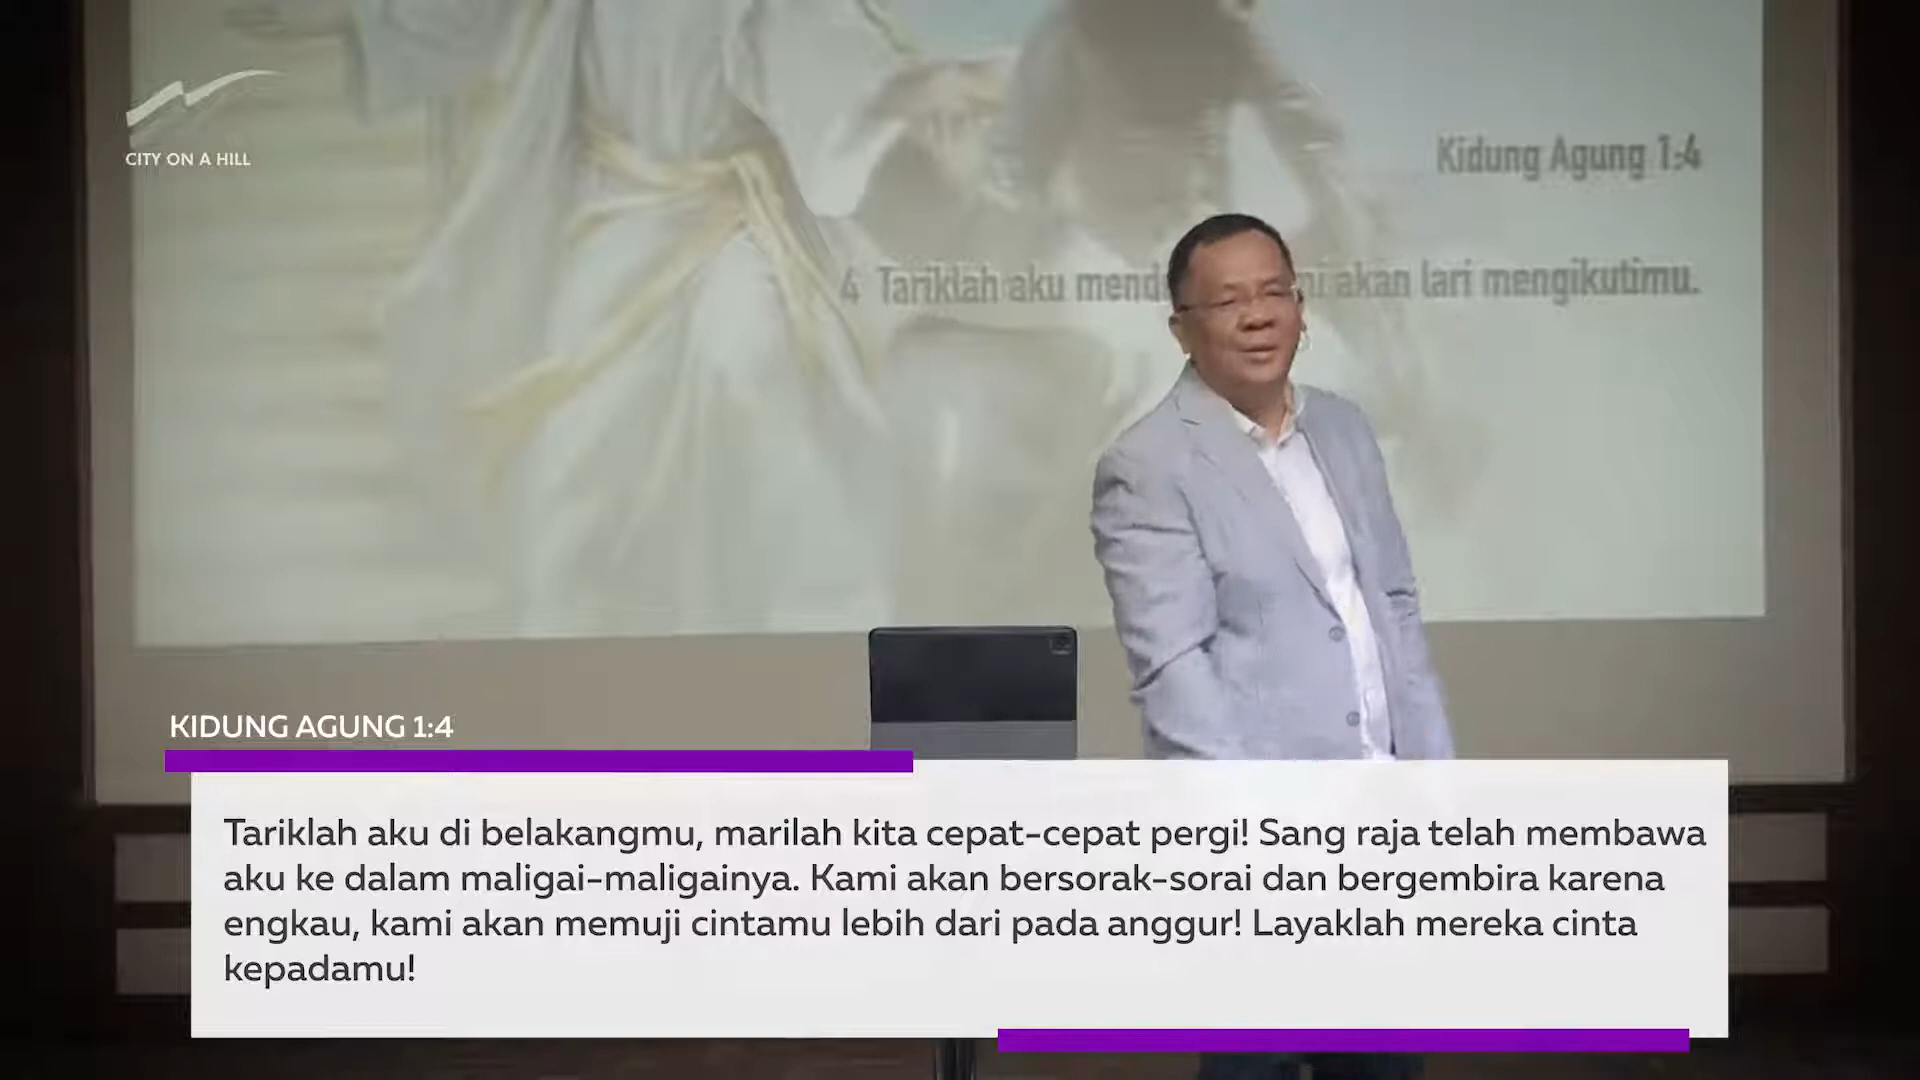 CITY ON A HILL
Kidung Agung 1:4
4 Tariklah aku akan lari mengikutimu.
KIDUNG AGUNG 1:4
Tariklah aku di belakangmu, marilah kita cepat-cepat pergi! Sang raja telah membawa
aku ke dalam maligai-maligainya. Kami akan bersorak-sorai dan bergembira karena
engkau, kami akan memuji cintamu lebih dari pada anggur! Layaklah mereka cinta
kepadamu!